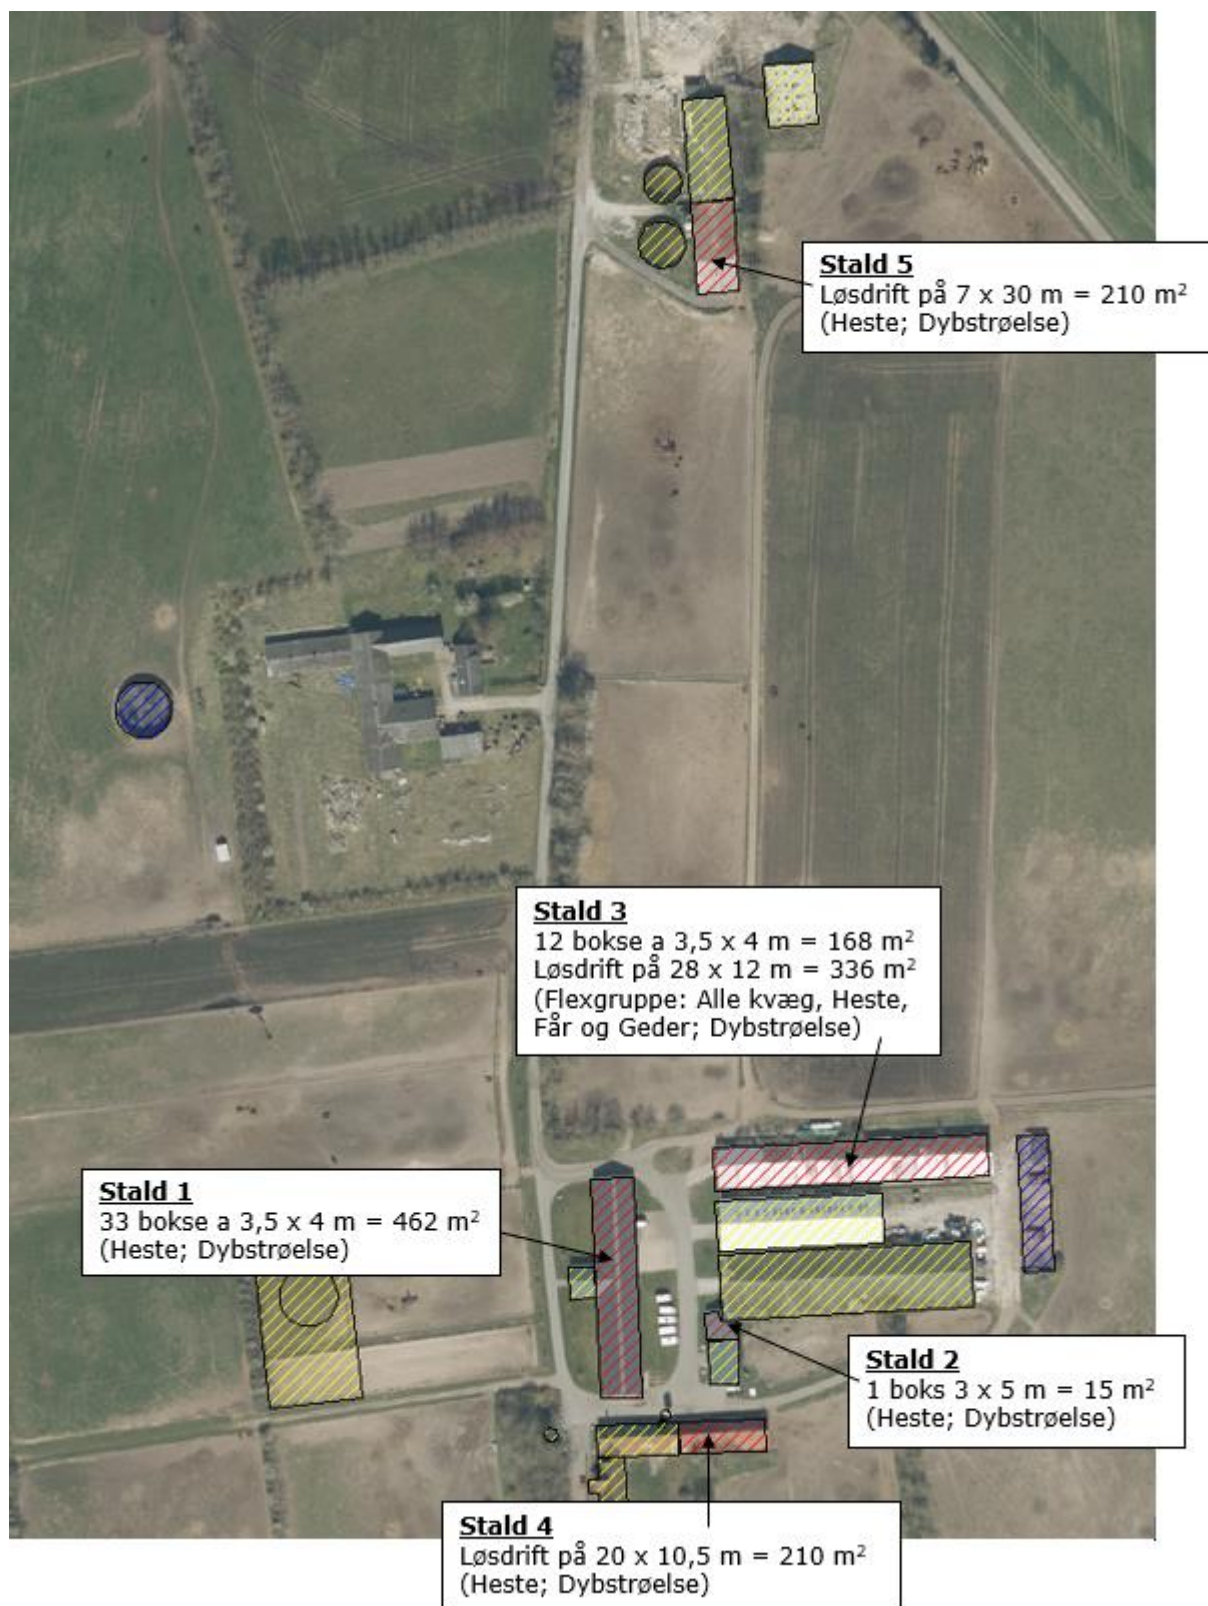 Stald 5
Løsdrift på 7 x 30 m = 210 m²
(Heste; Dybstrøelse)
Stald 3
12 bokse a 3,5 x 4 m = 168 m²
Løsdrift på 28 x 12 m = 336 m²
(Flexgruppe: Alle kvæg, Heste,
Får og Geder; Dybstrøelse)
Stald 1
33 bokse a 3,5 x 4 m = 462 m²
(Heste; Dybstrøelse)
Stald 2
1 boks 3 x 5 m = 15 m²
(Heste; Dybstrøelse)
Stald 4
Løsdrift på 20 x 10,5 m = 210 m²
(Heste; Dybstrøelse)